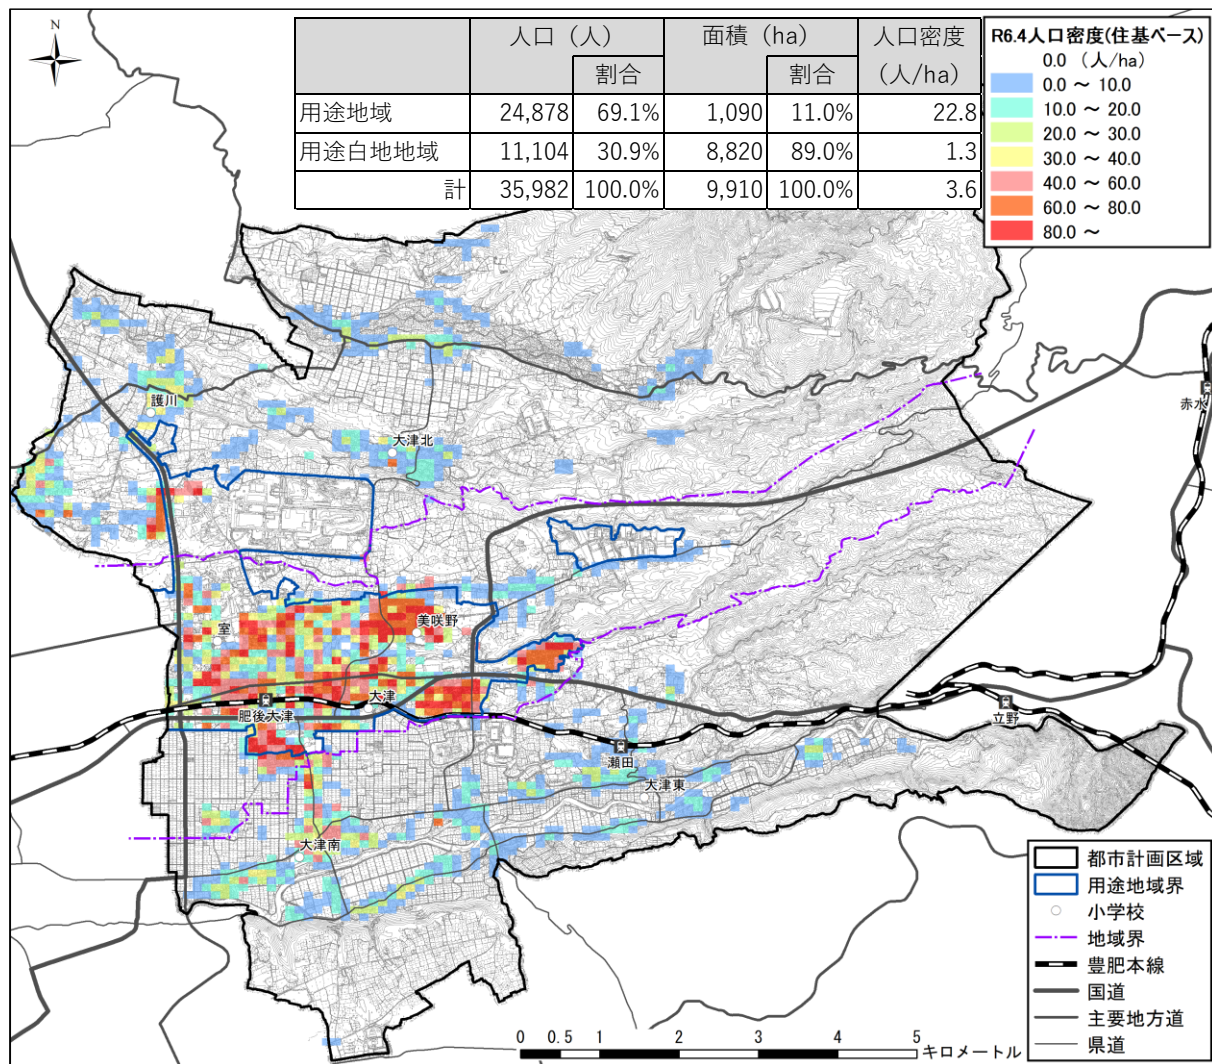 N
人口（人） 面積（ha） 人口密度
割合 割合 （人/ha）
用途地域 24,878 69.1% 1,090 11.0% 22.8
用途白地地域 11,104 30.9% 8,820 89.0% 1.3
計 35,982 100.0% 9,910 100.0% 3.6
R6.4人口密度(住基ベース)
0.0 （人/ha）
0.0 ～ 10.0
10.0 ～ 20.0
20.0 ～ 30.0
30.0 ～ 40.0
40.0 ～ 60.0
60.0 ～ 80.0
80.0 ～
護川
大津北
赤水
室
美咲野
大津
肥後大津
立野
瀬田
大津東
大津南
都市計画区域
用途地域界
小学校
地域界
豊肥本線
国道
主要地方道
県道
0 0.5 1 2 3 4 5
キロメートル